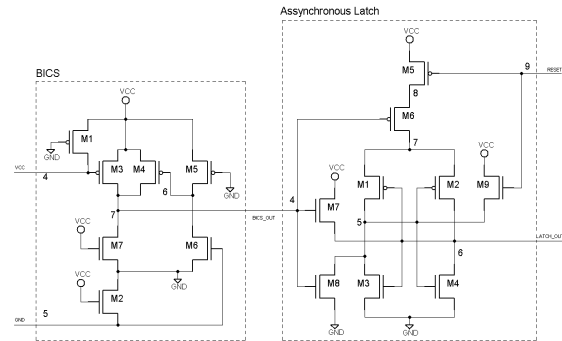 Assynchronous Latch
BICS
VCC
M5
9
RESET
8
M6
7
VCC
M1
GND
VCC
4
M3
M4
6
M5
GND
7
BICS_OUT
4
VCC
M7
M1
M2
VCC
M9
5
LATCH_OUT
6
VCC
M7
M6
GND
VCC
M2
5
GND
M8
GND
M3
M4
GND